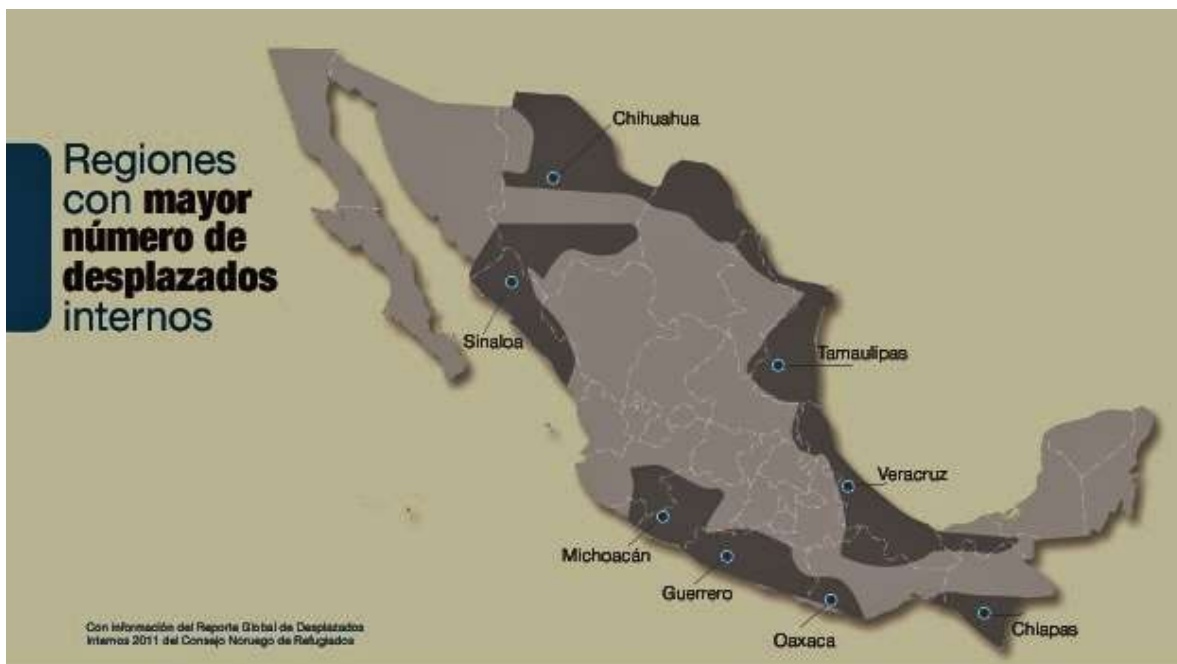 Regiones
con mayor
número de
desplazados
internos
Chihuahua
Sinaloa
Tamaulipas
Veracruz
Michoacán
Guerrero
Oaxaca
Chiapas
Con información del Reporte Global de Desplazados
Internos 2011 del Consejo Noruego de Refugiados